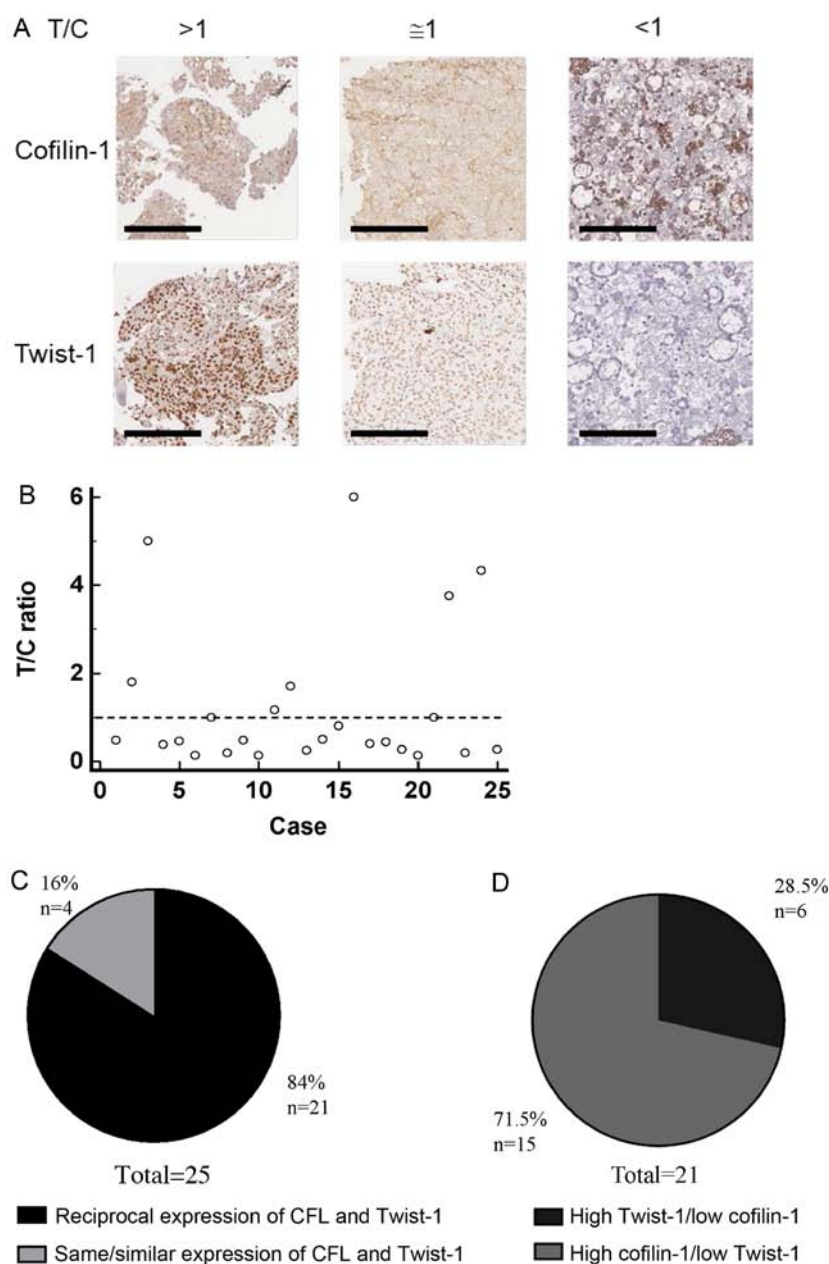 A T/C >1 ≅1 <1
Cofilin-1
Twist-1
B
6
4
2
0
T/C ratio
0 5 10 15 20 25
Case
C
16%
n=4
84%
n=21
Total=25
Reciprocal expression of CFL and Twist-1
Same/similar expression of CFL and Twist-1
D
28.5%
n=6
71.5%
n=15
Total=21
High Twist-1/low cofilin-1
High cofilin-1/low Twist-1